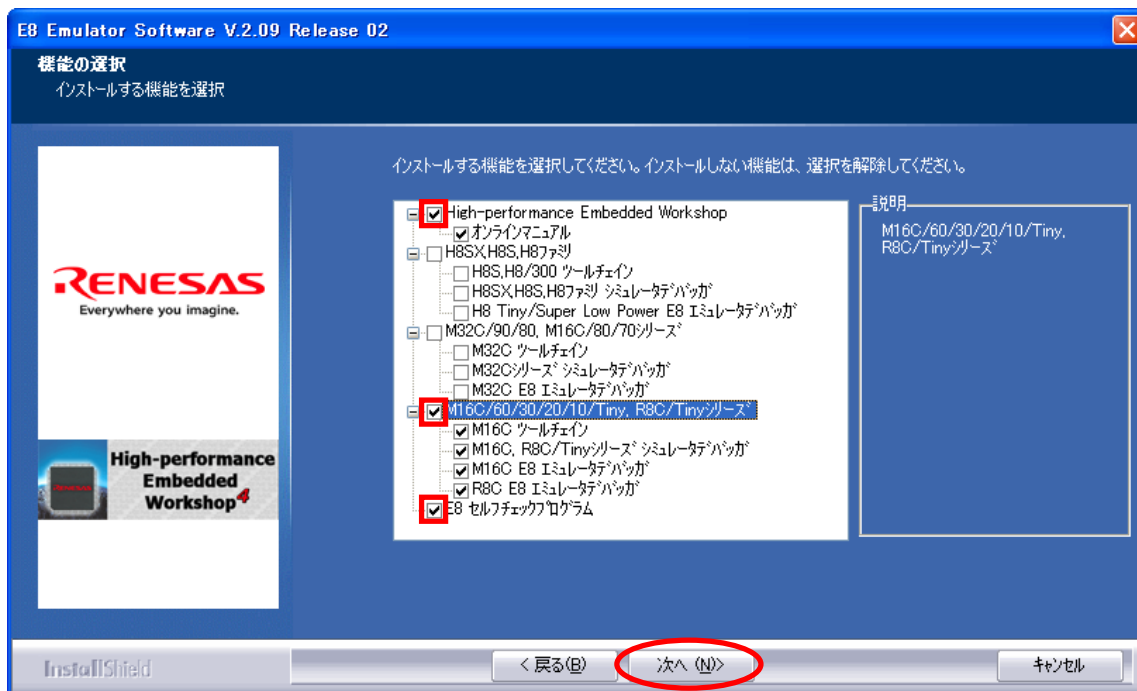 E8 Emulator Software V.2.09 Release 02
機能の選択
インストールする機能を選択
インストールする機能を選択してください。インストールしない機能は、選択を解除してください。
RENESAS
Everywhere you imagine.
High-performance
Embedded
Workshop4
High-performance Embedded Workshop
オンラインマニュアル
H8SX,H8S,H8ファミリ
H8S,H8/300 ツールチェイン
H8SX,H8S,H8ファミリ シミュレータデバッガ
H8 Tiny/Super Low Power E8 エミュレータデバッガ
M32C/90/80, M16C/80/70シリーズ
M32C ツールチェイン
M32Cシリーズ シミュレータデバッガ
M32C E8 エミュレータデバッガ
M16C/60/30/20/10/Tiny, R8C/Tinyシリーズ
M16C ツールチェイン
M16C, R8C/Tinyシリーズ シミュレータデバッガ
M16C E8 エミュレータデバッガ
R8C E8 エミュレータデバッガ
E8 セルフチェックプログラム
説明
M16C/60/30/20/10/Tiny,
R8C/Tinyシリーズ
InstallShield
< 戻る(B)
次へ (N)>
キャンセル